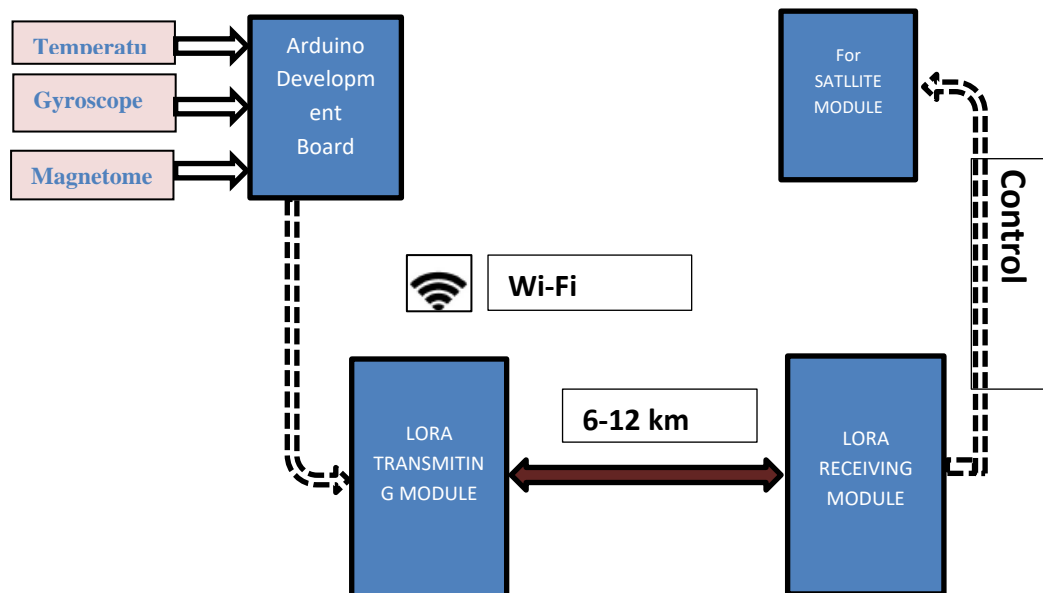 Temperatu
Gyroscope
Magnetome
Arduino
Developm
ent
Board
For
SATLLITE
MODULE
Control
Wi-Fi
6-12 km
LORA
TRANSMITIN
G MODULE
LORA
RECEIVING
MODULE